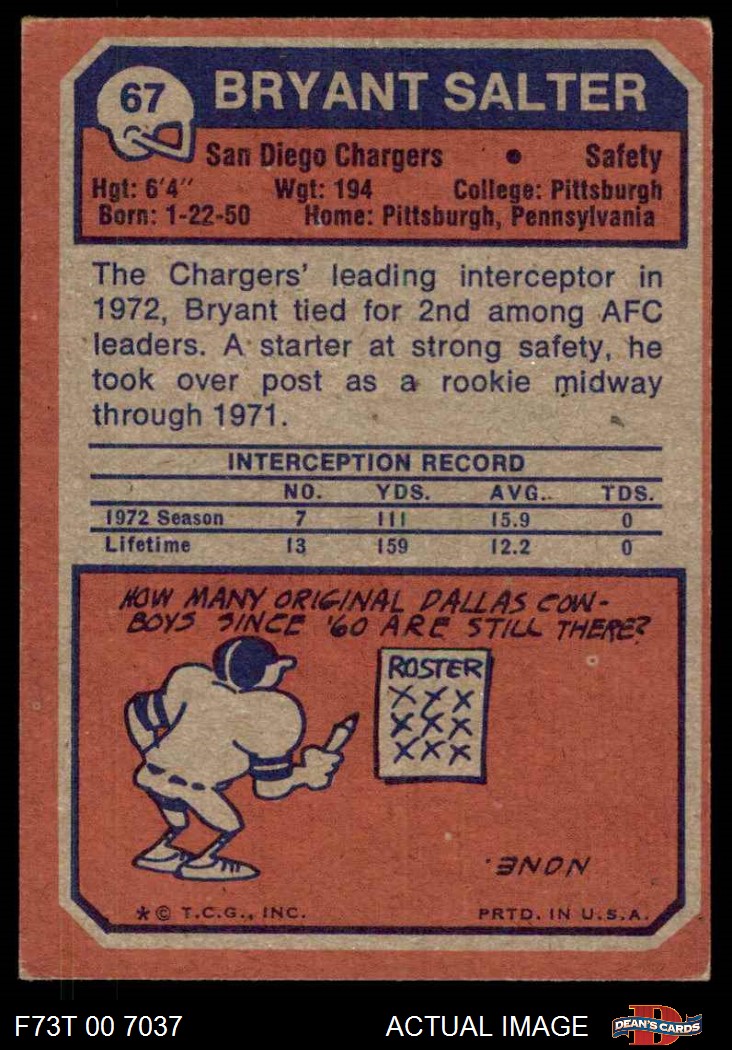 67 BRYANT SALTER
San Diego Chargers • Safety
Hgt: 6'4" Wgt: 194 College: Pittsburgh
Born: 1-22-50 Home: Pittsburgh, Pennsylvania
The Chargers' leading interceptor in
1972, Bryant tied for 2nd among AFC
leaders. A starter at strong safety, he
took over post as a rookie midway
through 1971.
INTERCEPTION RECORD
NO. YDS. AVG. TDS.
1972 Season 7 111 15.9 0
Lifetime 13 159 12.2 0
HOW MANY ORIGINAL DALLAS COW-
BOYS SINCE '60 ARE STILL THERE?
ROSTER
XXX
XXX
XXX
NONE.
*© T.C.G., INC. PRTD. IN U.S.A.
F73T 00 7037 ACTUAL IMAGE D DEAN'S CARDS